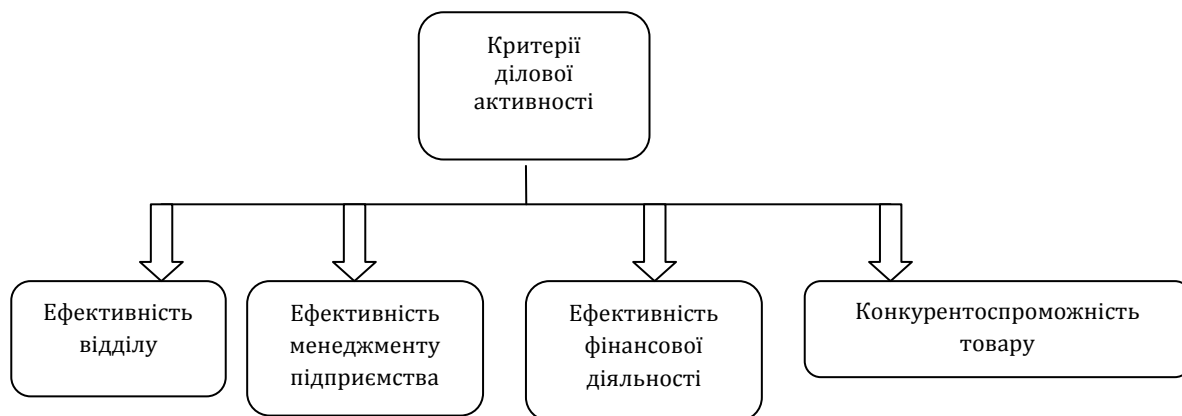 Критерії
ділової
активності
Ефективність
відділу
Ефективність
менеджменту
підприємства
Ефективність
фінансової
діяльності
Конкурентоспроможність
товару